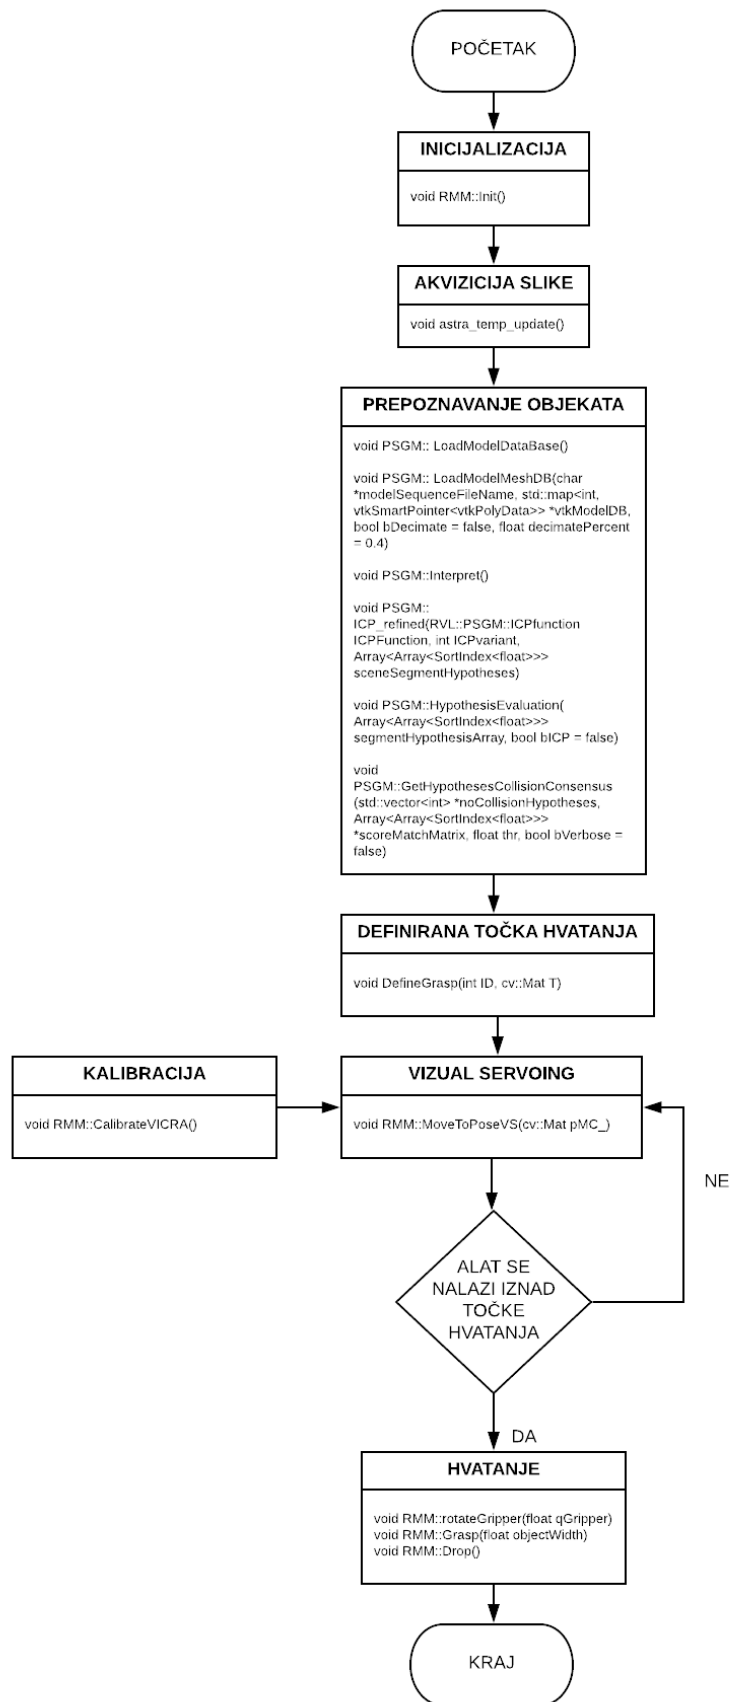 POČETAK
INICIJALIZACIJA
void RMM::Init()
AKVIZICIJA SLIKE
void astra_temp_update()
PREPOZNAVANJE OBJEKATA
void PSGM:: LoadModelDataBase()
void PSGM:: LoadModelMeshDB(char
*modelSequenceFileName, std::map<int,
vtkSmartPointer<vtkPolyData>> *vtkModelDB,
bool bDecimate = false, float decimatePercent
= 0.4)
void PSGM::Interpret()
void PSGM::
ICP_refined(RVL::PSGM::ICPfunction
ICPFunction, int ICPvariant,
Array<Array<SortIndex<float>>>
sceneSegmentHypotheses)
void PSGM::HypothesisEvaluation(
Array<Array<SortIndex<float>>>
segmentHypothesisArray, bool bICP = false)
void
PSGM::GetHypothesesCollisionConsensus
(std::vector<int> *noCollisionHypotheses,
Array<Array<SortIndex<float>>>
*scoreMatchMatrix, float thr, bool bVerbose =
false)
DEFINIRANA TOČKA HVATANJA
void DefineGrasp(int ID, cv::Mat T)
KALIBRACIJA
void RMM::CalibrateVICRA()
VIZUAL SERVOING
void RMM::MoveToPoseVS(cv::Mat pMC_)
NE
ALAT SE
NALAZI IZNAD
TOČKE
HVATANJA
DA
HVATANJE
void RMM::rotateGripper(float qGripper)
void RMM::Grasp(float objectWidth)
void RMM::Drop()
KRAJ